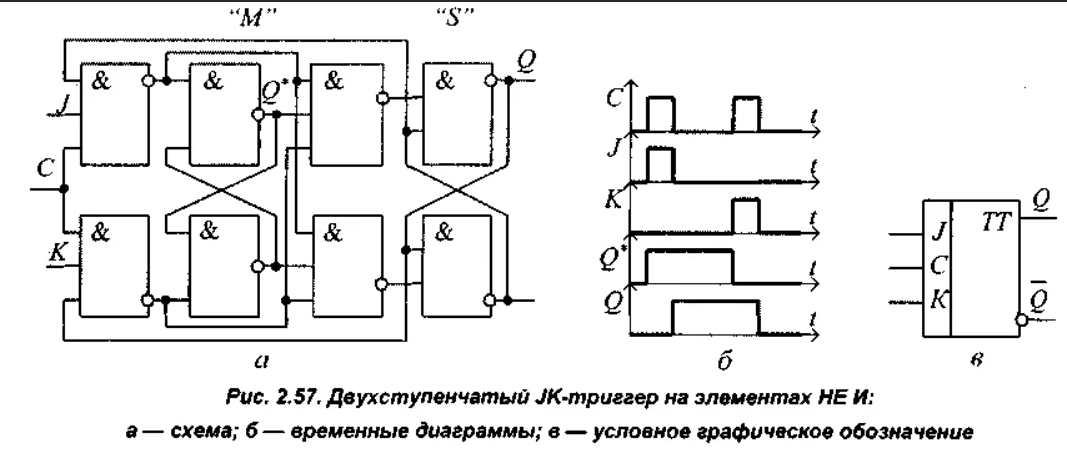 “M” “S”
& & Q* & & Q
J
C
& & & &
K
а
C t
J t
K t
Q* t
Q t
б
J TT Q
C
K Q̅
в
Рис. 2.57. Двухступенчатый JK-триггер на элементах НЕ И:
а — схема; б — временные диаграммы; в — условное графическое обозначение